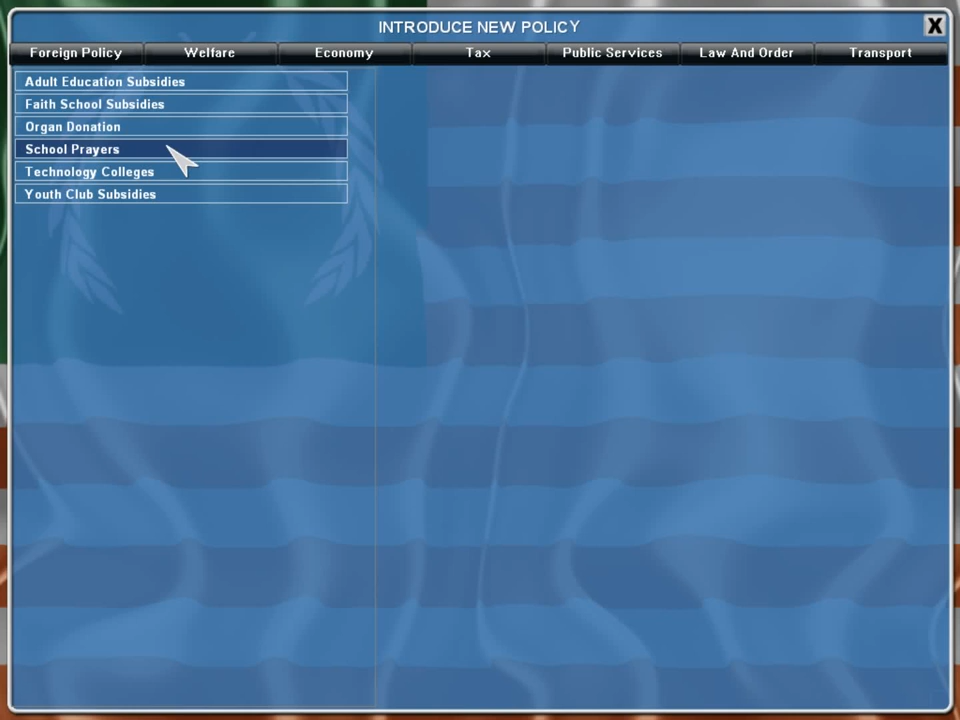 INTRODUCE NEW POLICY
X
Foreign Policy Welfare Economy Tax Public Services Law And Order Transport
Adult Education Subsidies
Faith School Subsidies
Organ Donation
School Prayers
Technology Colleges
Youth Club Subsidies